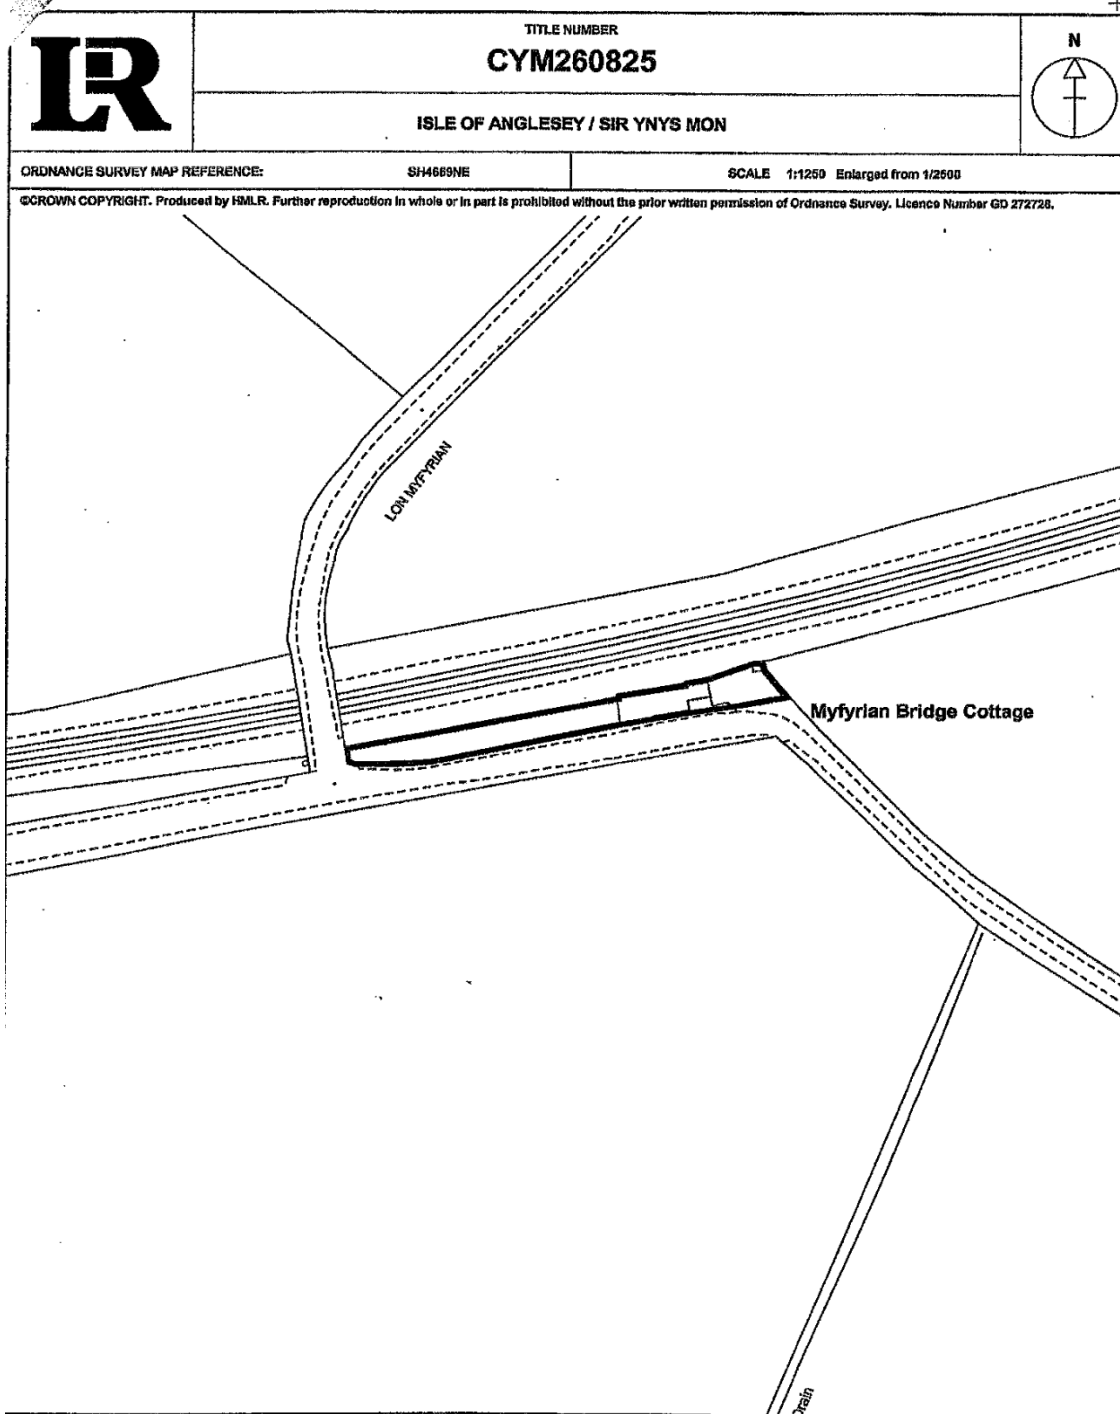 LR
TITLE NUMBER
CYM260825
N
ISLE OF ANGLESEY / SIR YNYS MON
ORDNANCE SURVEY MAP REFERENCE: SH4669NE SCALE 1:1250 Enlarged from 1/2500
©CROWN COPYRIGHT. Produced by HMLR. Further reproduction in whole or in part is prohibited without the prior written permission of Ordnance Survey. Licence Number GD 272728.
LON MYFYRIAN
Myfyrian Bridge Cottage
Drain